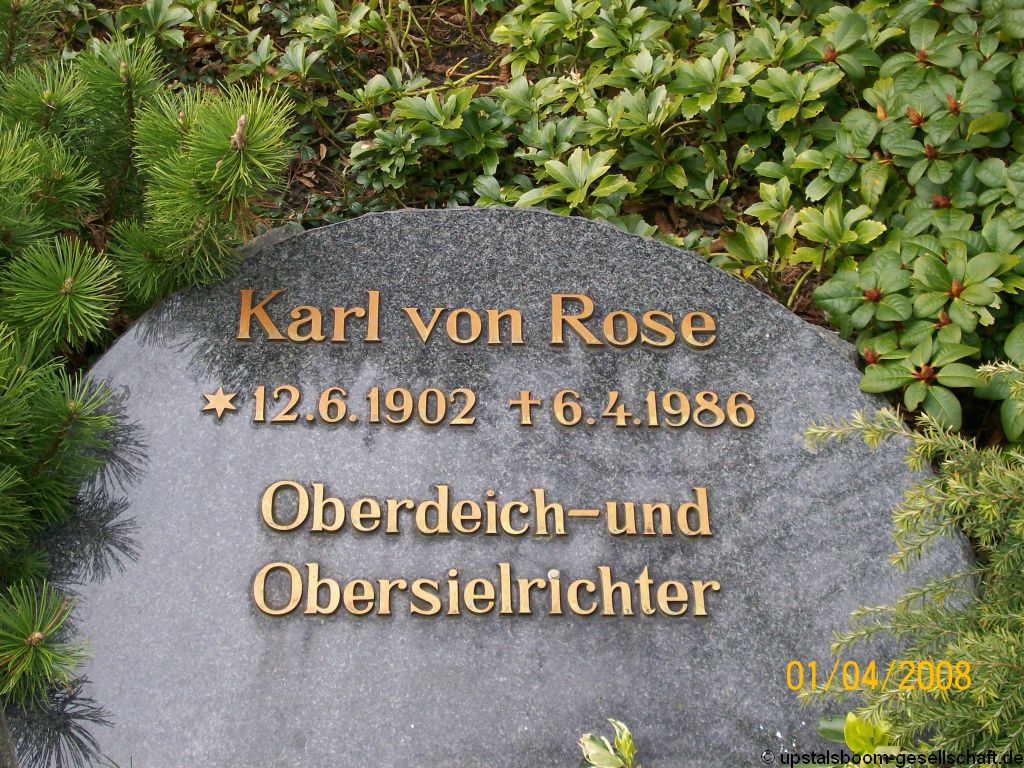 Karl von Rose
✶ 12.6.1902 ✝ 6.4.1986
Oberdeich-und
Obersielrichter
01/04/2008
© upstalsboom-gesellschaft.de